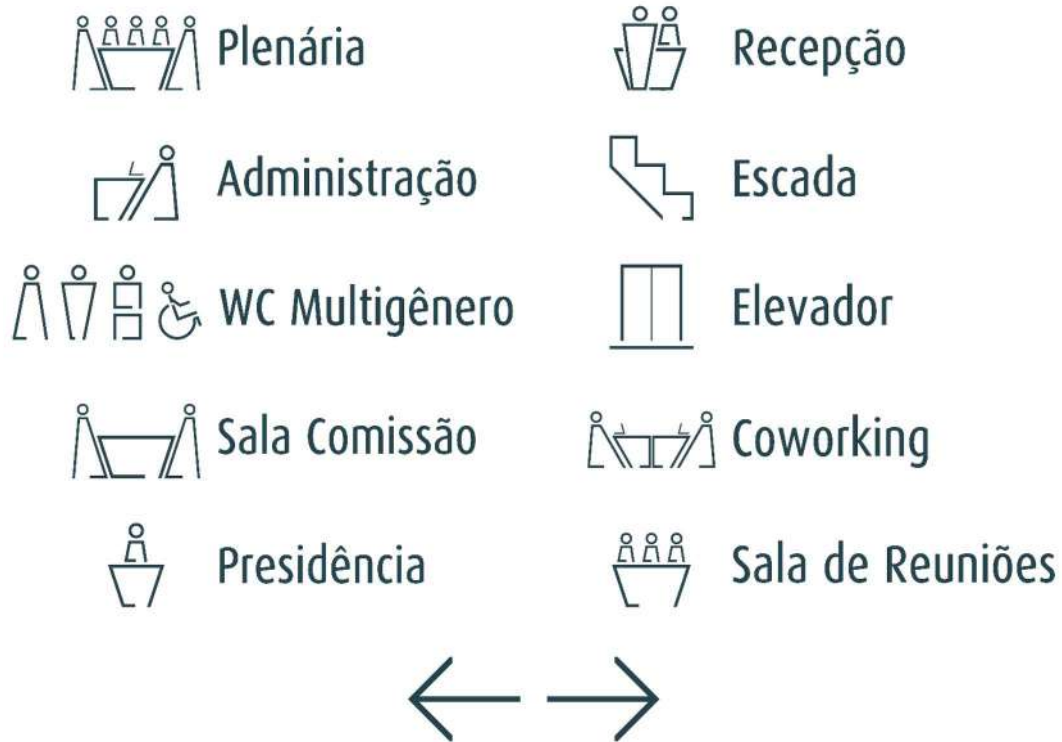 Plenária
Recepção
Administração
Escada
WC Multigênero
Elevador
Sala Comissão
Coworking
Presidência
Sala de Reuniões